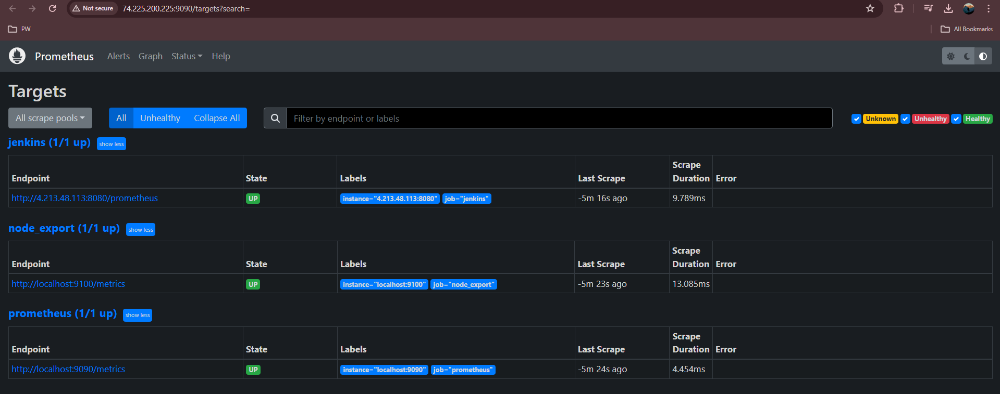 Not secure 74.225.200.225:9090/targets?search=
PW All Bookmarks
Prometheus Alerts Graph Status Help
Targets
All scrape pools All Unhealthy Collapse All Filter by endpoint or labels Unknown Unhealthy Healthy
jenkins (1/1 up) show less
Endpoint State Labels Last Scrape Scrape Duration Error
http://4.213.48.113:8080/prometheus UP instance="4.213.48.113:8080" job="jenkins" -5m 16s ago 9.789ms
node_export (1/1 up) show less
Endpoint State Labels Last Scrape Scrape Duration Error
http://localhost:9100/metrics UP instance="localhost:9100" job="node_export" -5m 23s ago 13.085ms
prometheus (1/1 up) show less
Endpoint State Labels Last Scrape Scrape Duration Error
http://localhost:9090/metrics UP instance="localhost:9090" job="prometheus" -5m 24s ago 4.454ms